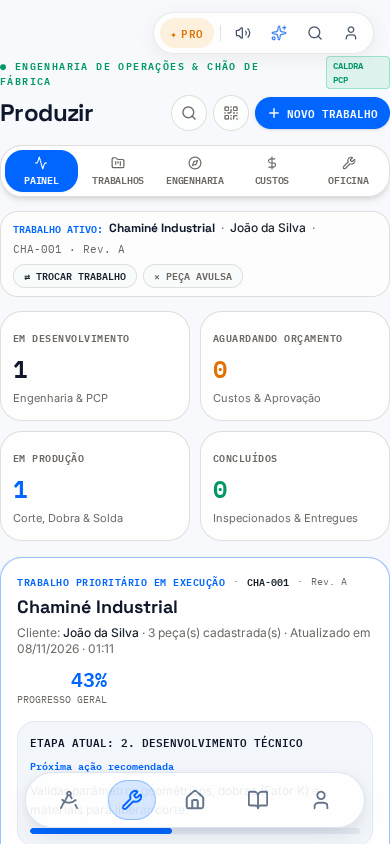 PRO
ENGENHARIA DE OPERAÇÕES & CHÃO DE
FÁBRICA
CALDRA
PCP
Produzir
+ NOVO TRABALHO
PAINEL
TRABALHOS
ENGENHARIA
CUSTOS
OFICINA
TRABALHO ATIVO: Chaminé Industrial · João da Silva ·
CHA-001 · Rev. A
⇄ TROCAR TRABALHO
× PEÇA AVULSA
EM DESENVOLVIMENTO
1
Engenharia & PCP
AGUARDANDO ORÇAMENTO
0
Custos & Aprovação
EM PRODUÇÃO
1
Corte, Dobra & Solda
CONCLUÍDOS
0
Inspecionados & Entregues
TRABALHO PRIORITÁRIO EM EXECUÇÃO · CHA-001 · Rev. A
Chaminé Industrial
Cliente: João da Silva · 3 peça(s) cadastrada(s) · Atualizado em
08/11/2026 · 01:11
43%
PROGRESSO GERAL
ETAPA ATUAL: 2. DESENVOLVIMENTO TÉCNICO
Próxima ação recomendada